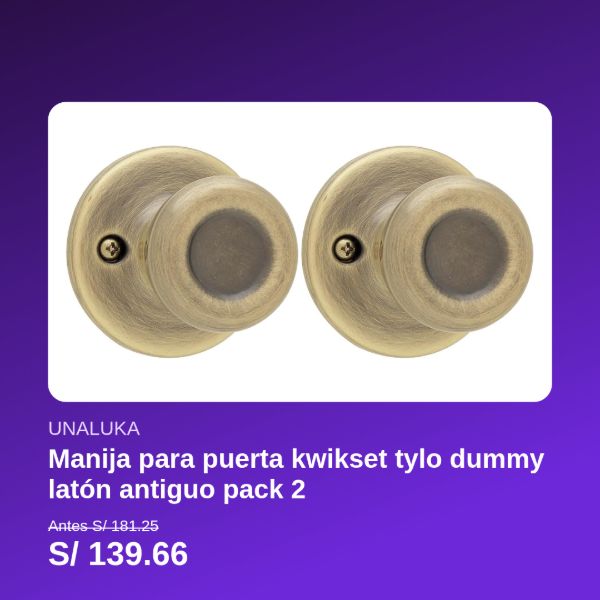 UNALUKA
Manija para puerta kwikset tylo dummy
latón antiguo pack 2
Antes S/ 181.25
S/ 139.66